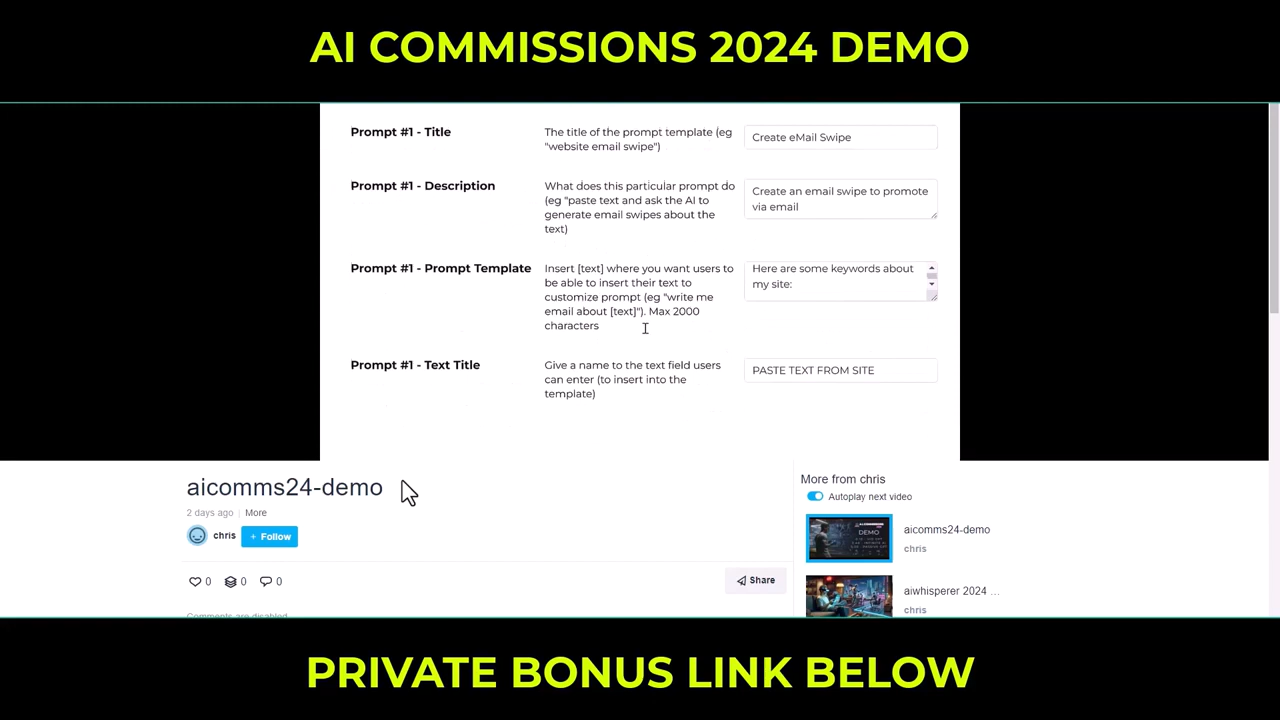 AI COMMISSIONS 2024 DEMO
Prompt #1 - Title
The title of the prompt template (eg
"website email swipe")
Create eMail Swipe
Prompt #1 - Description
What does this particular prompt do
(eg "paste text and ask the AI to
generate email swipes about the
text)
Create an email swipe to promote
via email
Prompt #1 - Prompt Template
Insert [text] where you want users to
be able to insert their text to
customize prompt (eg "write me
email about [text]"). Max 2000
characters
Here are some keywords about
my site:
Prompt #1 - Text Title
Give a name to the text field users
can enter (to insert into the
template)
PASTE TEXT FROM SITE
aicomms24-demo
2 days ago | More
chris
+ Follow
0 0 0
Share
Comments are disabled
More from chris
Autoplay next video
DEMO
aicomms24-demo
chris
aiwhisperer 2024 ...
chris
PRIVATE BONUS LINK BELOW